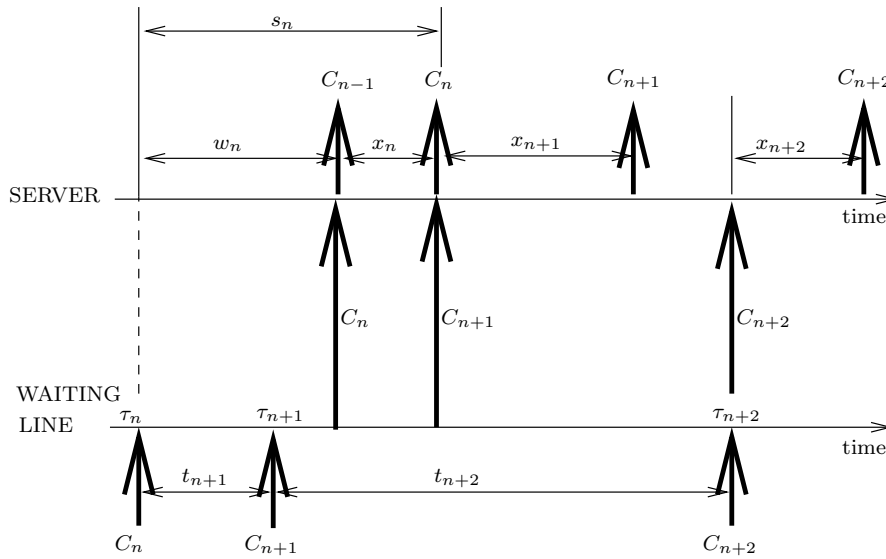 s_n
C_{n-1} C_n C_{n+1} C_{n+2}
w_n x_n x_{n+1} x_{n+2}
SERVER
time
C_n C_{n+1} C_{n+2}
WAITING
LINE
τ_n τ_{n+1} τ_{n+2}
time
t_{n+1} t_{n+2}
C_n C_{n+1} C_{n+2}